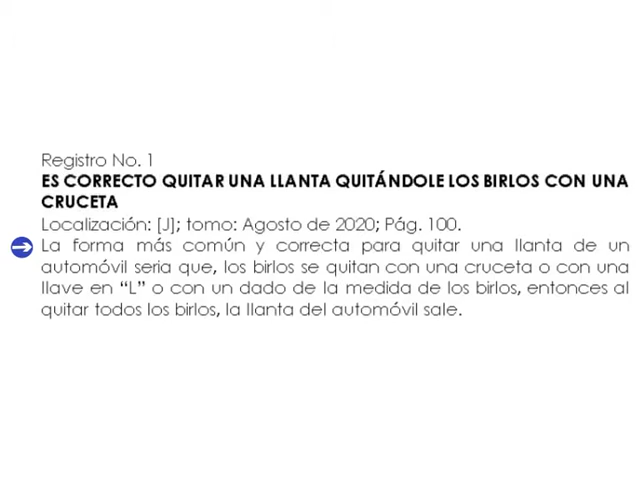 Registro No. 1
ES CORRECTO QUITAR UNA LLANTA QUITÁNDOLE LOS BIRLOS CON UNA
CRUCETA
Localización: [J]; tomo: Agosto de 2020; Pág. 100.
La forma más común y correcta para quitar una llanta de un
automóvil seria que, los birlos se quitan con una cruceta o con una
llave en “L” o con un dado de la medida de los birlos, entonces al
quitar todos los birlos, la llanta del automóvil sale.